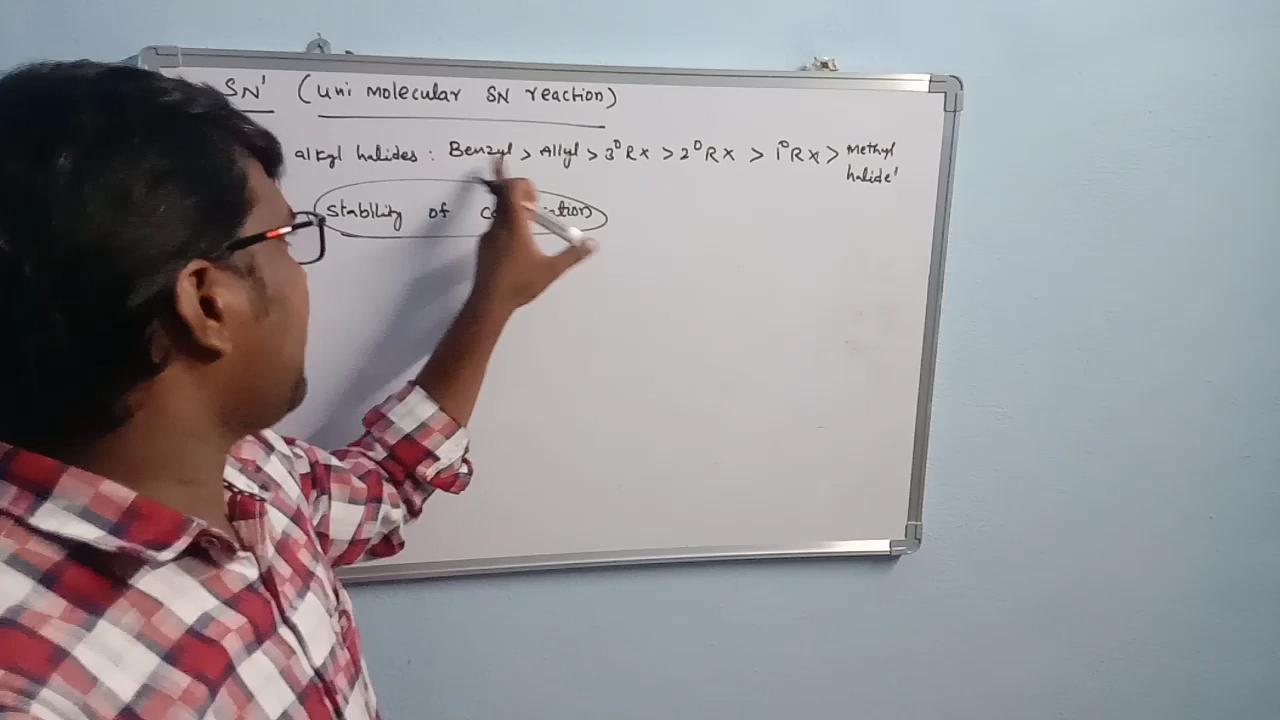 SN' (Uni molecular SN reaction)
alkyl halides : Benzyl > Allyl > 3° RX > 2° RX > 1° RX > Methyl
halide'
stability of